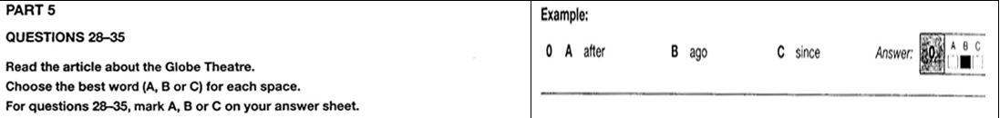 PART 5
QUESTIONS 28–35
Read the article about the Globe Theatre.
Choose the best word (A, B or C) for each space.
For questions 28–35, mark A, B or C on your answer sheet.
Example:
0 A after B ago C since Answer: 0 A B C